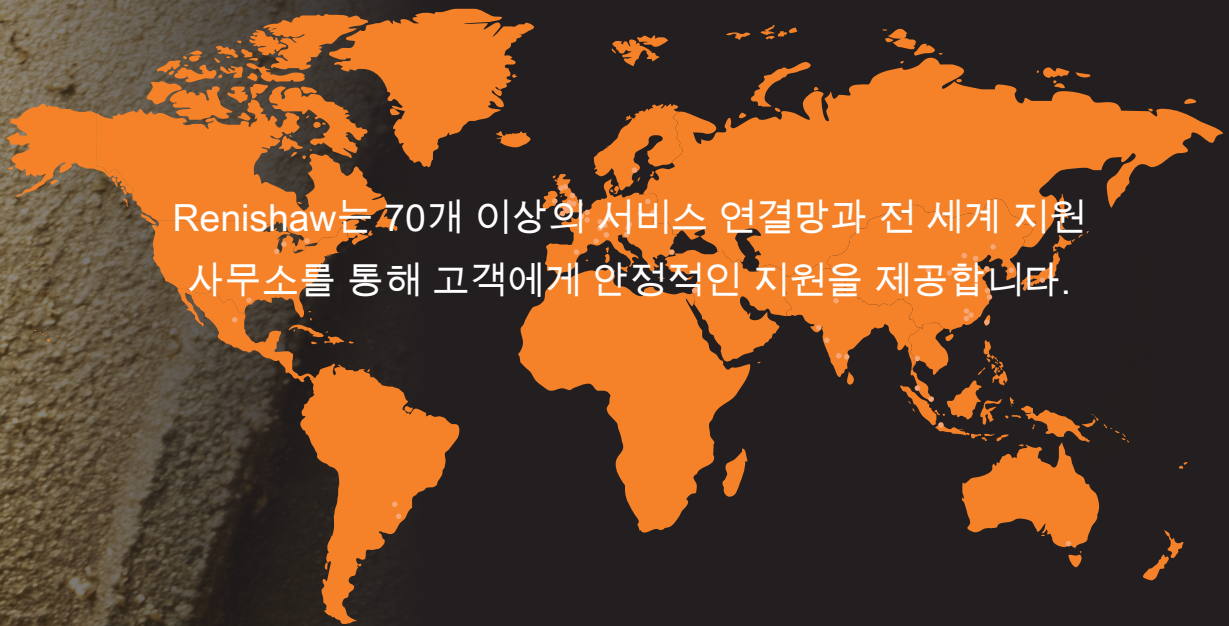 Renishaw는 70개 이상의 서비스 연결망과 전 세계 지원
사무소를 통해 고객에게 안정적인 지원을 제공합니다.